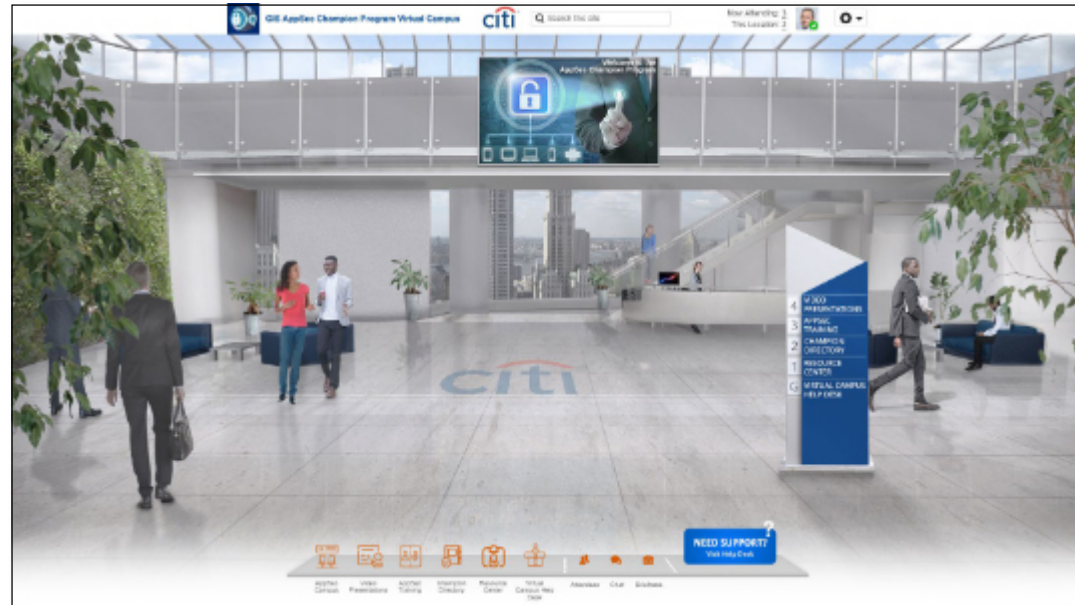 GIS AppSec Champion Program Virtual Campus
citi
Search this site
Now Attending: 3
This Location: 3
Welcome to the
AppSec Champion Program
4 VIDEO
PRESENTATIONS
3 APPSEC
TRAINING
2 CHAMPION
DIRECTORY
1 RESOURCE
CENTER
G VIRTUAL CAMPUS
HELP DESK
citi
NEED SUPPORT?
Visit Help Desk
?
AppSec
Campus
Video
Presentations
AppSec
Training
Champion
Directory
Resource
Center
Virtual
Campus Help
Desk
Attendees
Chat
Briefcase